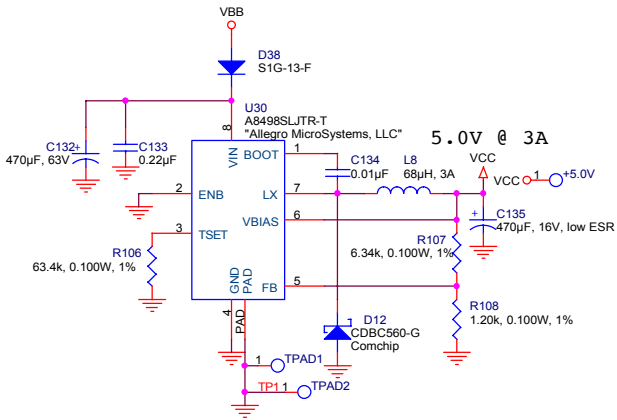 VBB
D38
S1G-13-F
U30
A8498SLJTR-T
"Allegro MicroSystems, LLC"
5.0V @ 3A
C132
+
470µF, 63V
C133
0.22µF
8
VIN
BOOT
1
C134
0.01µF
L8
68µH, 3A
VCC
VCC
1
+5.0V
2
ENB
LX
7
VBIAS
6
+
C135
470µF, 16V, low ESR
3
TSET
R106
63.4k, 0.100W, 1%
R107
6.34k, 0.100W, 1%
GND
PAD
FB
5
4
PAD
D12
CDBC560-G
Comchip
R108
1.20k, 0.100W, 1%
1
TPAD1
TP1
1
TPAD2